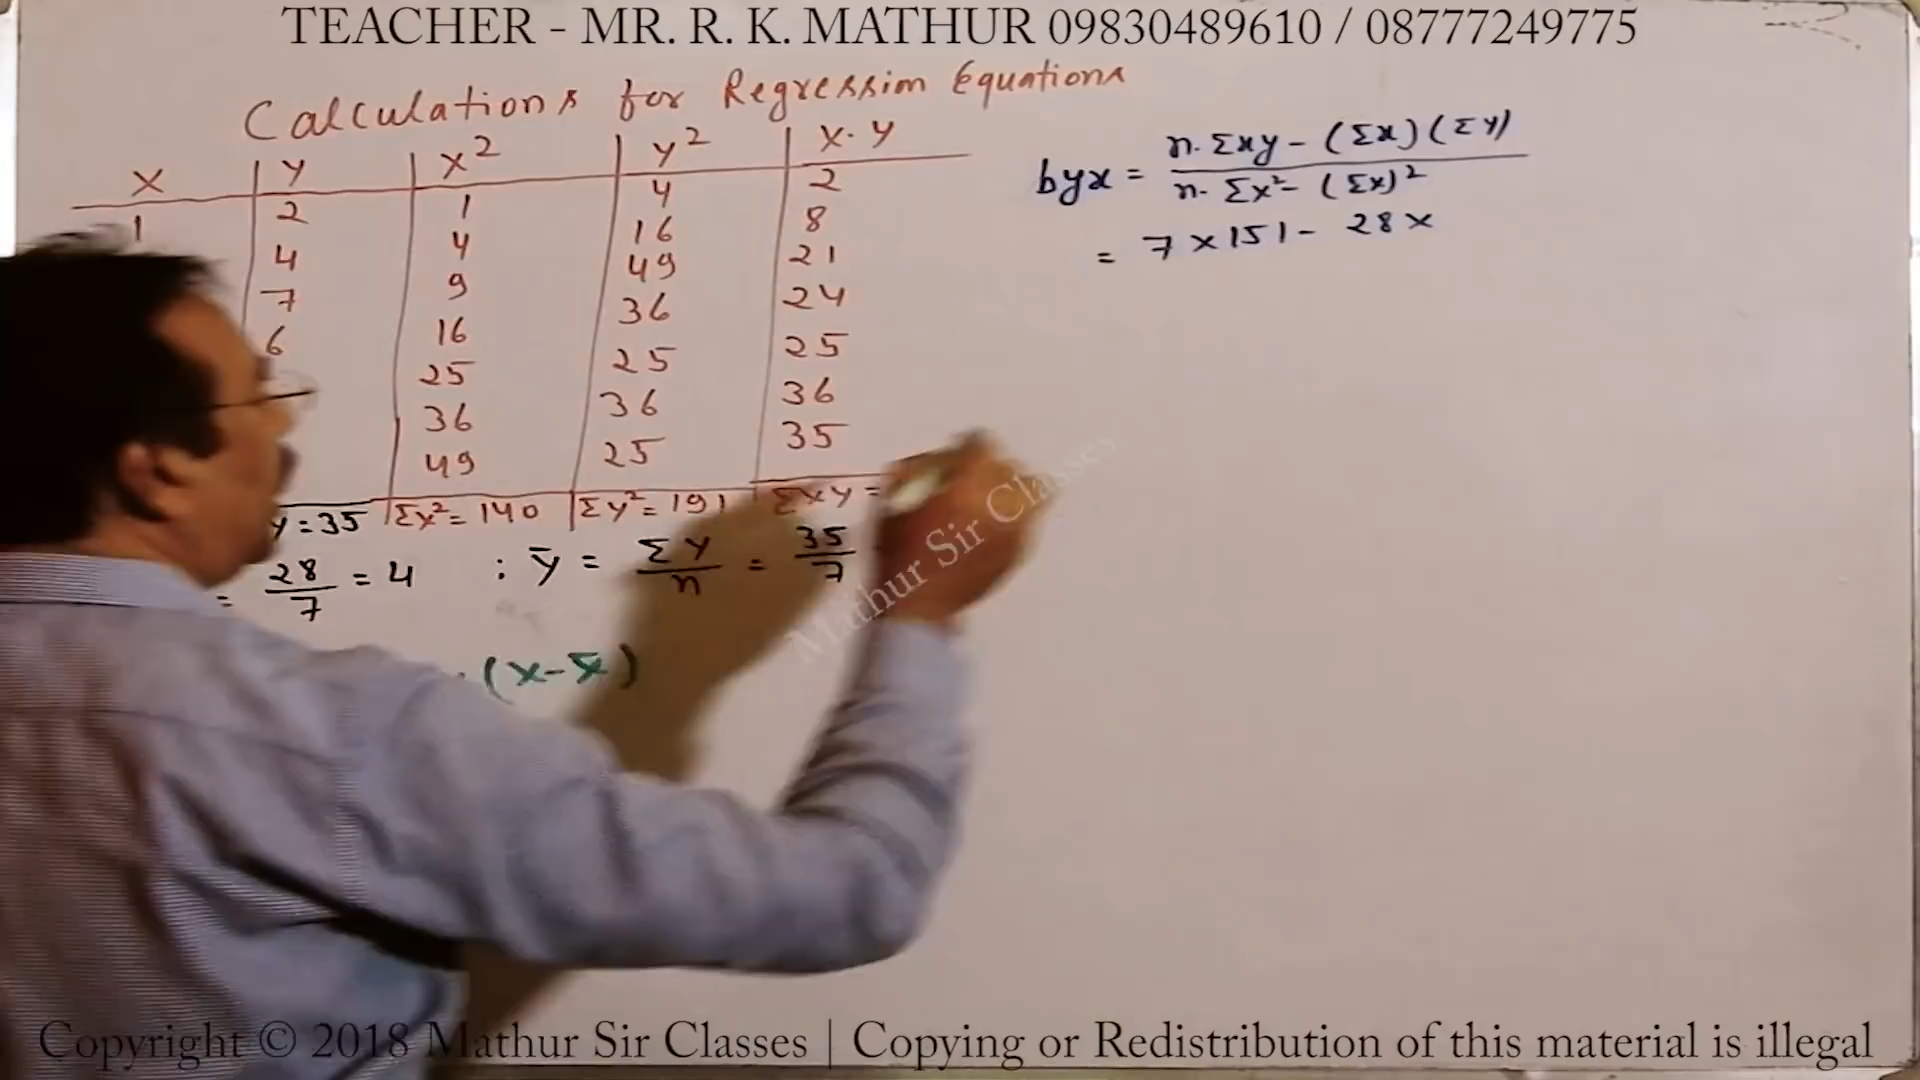 TEACHER - MR. R. K. MATHUR 09830489610 / 08777249775
Calculations for Regression Equations
X Y X² Y² X·Y
1 2 1 4 2
4 4 16 8
7 9 49 21
6 16 36 24
25 25 25
36 36 36
49 25 35
Y = 35 ΣX² = 140 ΣY² = 191 ΣXY =
= 28/7 = 4 : Ȳ = ΣY/n = 35/7
· (X - X̄)
byx = n· Σxy - (Σx) (Σy) / n· Σx² - (Σx)²
= 7 × 151 - 28 ×
Mathur Sir Classes
Copyright © 2018 Mathur Sir Classes | Copying or Redistribution of this material is illegal